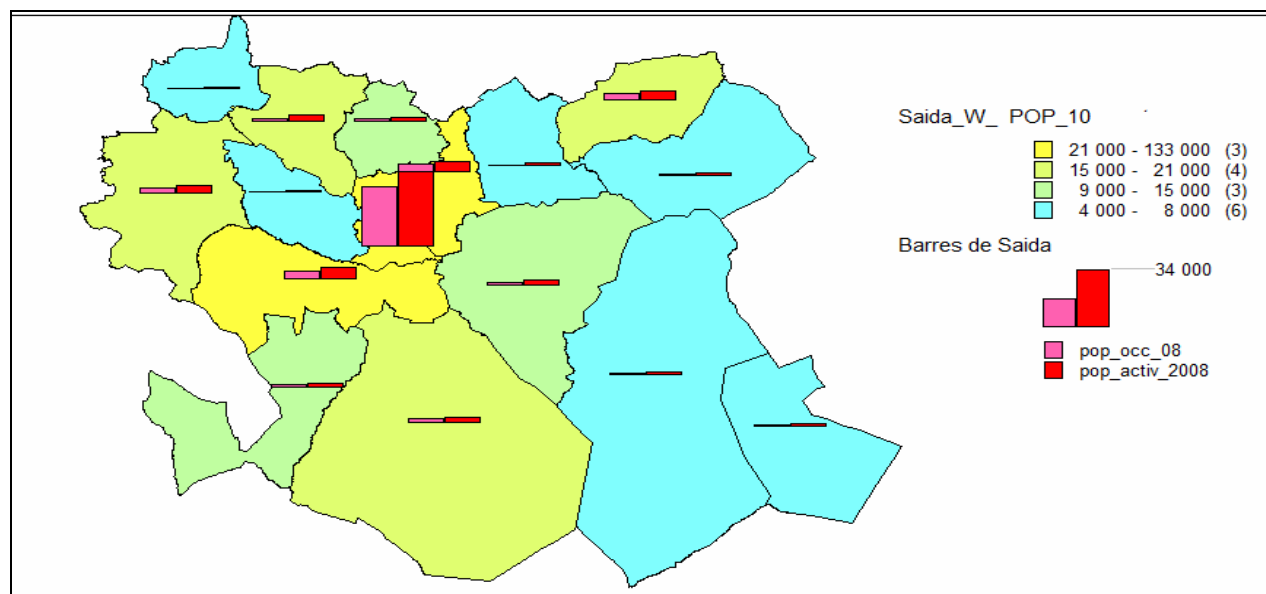 Saida_W_ POP_10
21 000 - 133 000 (3)
15 000 - 21 000 (4)
9 000 - 15 000 (3)
4 000 - 8 000 (6)
Barres de Saida
34 000
pop_occ_08
pop_activ_2008